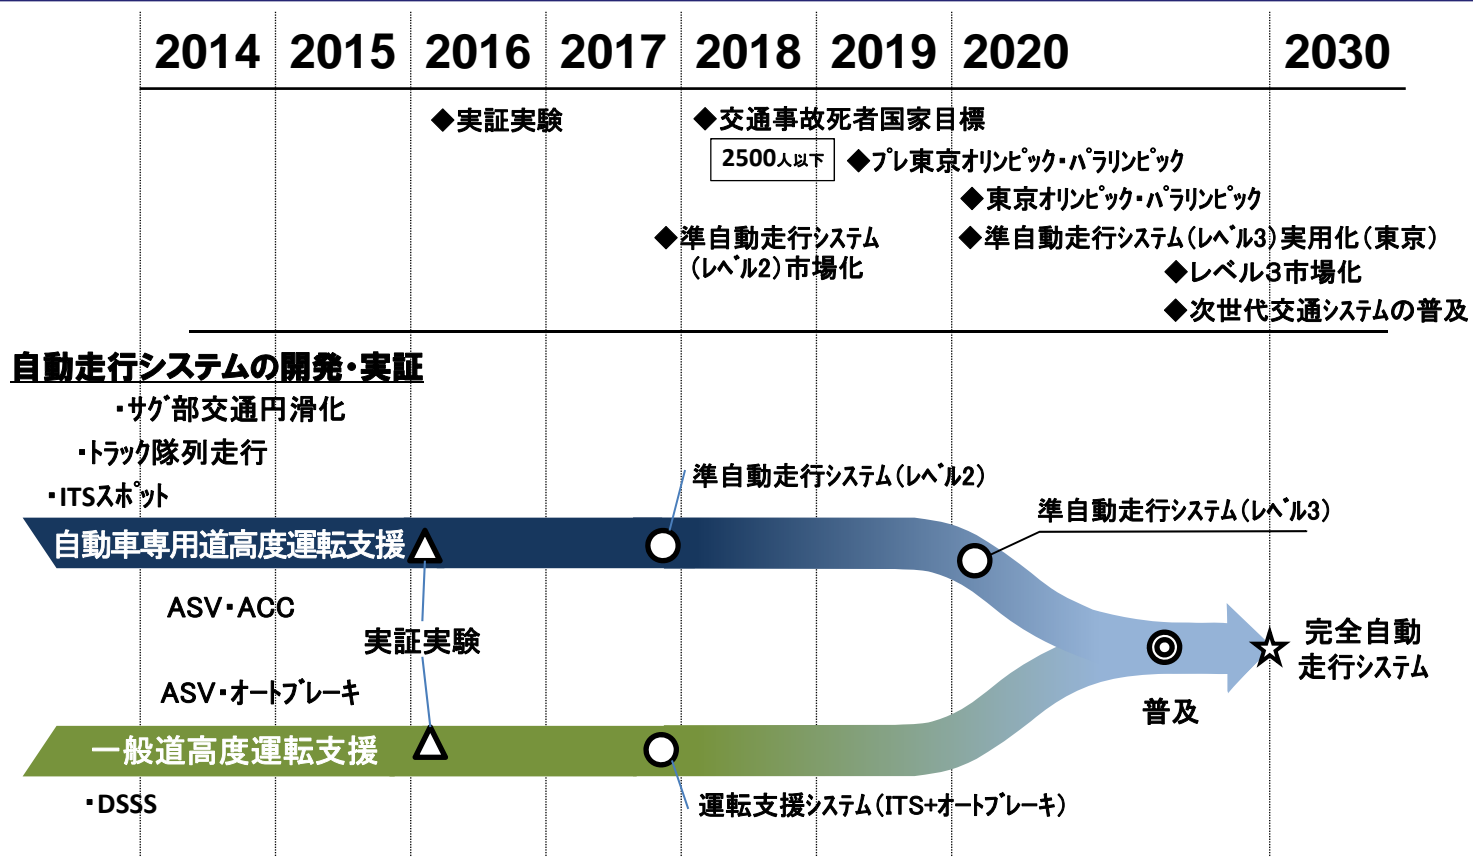 2014 2015 2016 2017 2018 2019 2020 2030
◆実証実験 ◆交通事故死者国家目標
2500人以下 ◆プレ東京オリンピック・パラリンピック
◆東京オリンピック・パラリンピック
◆準自動走行システム ◆準自動走行システム(レベル3)実用化(東京)
(レベル2)市場化
◆レベル3市場化
◆次世代交通システムの普及
自動走行システムの開発・実証
・サグ部交通円滑化
・トラック隊列走行
・ITSスポット
準自動走行システム(レベル2)
準自動走行システム(レベル3)
自動車専用道高度運転支援
ASV・ACC
実証実験
完全自動
走行システム
ASV・オートブレーキ
普及
一般道高度運転支援
・DSSS
運転支援システム(ITS+オートブレーキ)